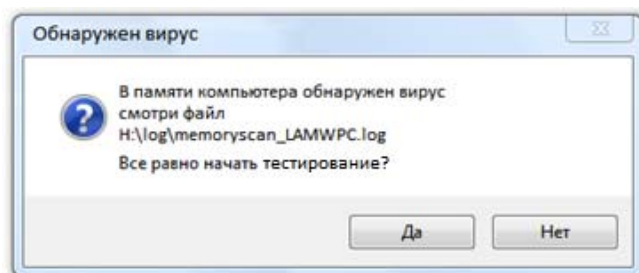 Обнаружен вирус
В памяти компьютера обнаружен вирус
смотри файл
H:\log\memoryscan_LAMWPC.log
Все равно начать тестирование?
Да
Нет